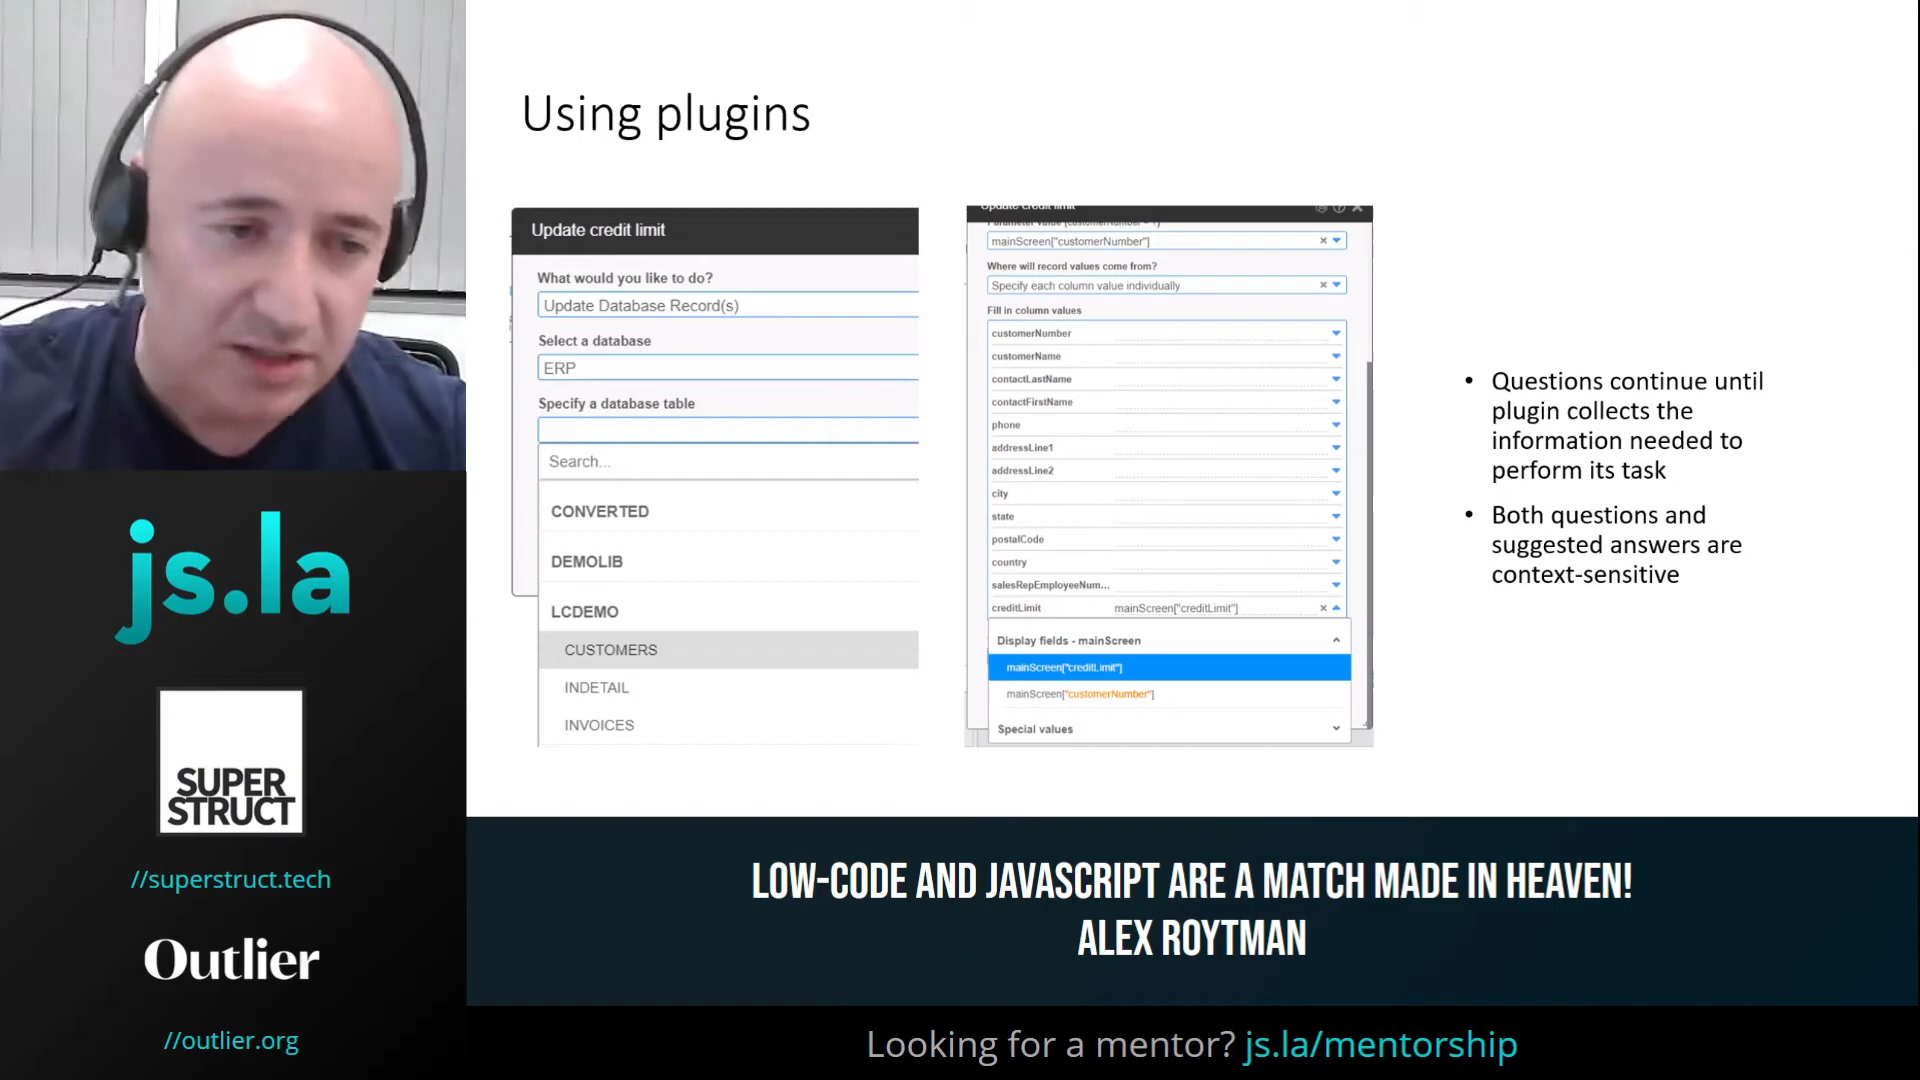 Using plugins
Update credit limit
What would you like to do?
Update Database Record(s)
Select a database
ERP
Specify a database table
Search...
CONVERTED
DEMOLIB
LCDEMO
CUSTOMERS
INDETAIL
INVOICES
Update credit limit
mainScreen["customerNumber"]
Where will record values come from?
Specify each column value individually
Fill in column values
customerNumber
customerName
contactLastName
contactFirstName
phone
addressLine1
addressLine2
city
state
postalCode
country
salesRepEmployeeNum...
creditLimit mainScreen["creditLimit"]
Display fields - mainScreen
mainScreen["creditLimit"]
mainScreen["customerNumber"]
Special values
• Questions continue until
plugin collects the
information needed to
perform its task
• Both questions and
suggested answers are
context-sensitive
js.la
SUPER
STRUCT
//superstruct.tech
Outlier
//outlier.org
LOW-CODE AND JAVASCRIPT ARE A MATCH MADE IN HEAVEN!
ALEX ROYTMAN
Looking for a mentor? js.la/mentorship